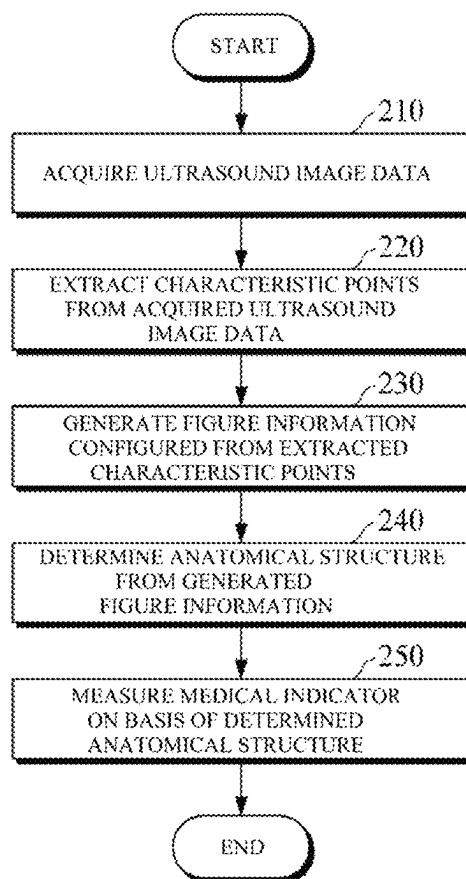 START
210
ACQUIRE ULTRASOUND IMAGE DATA
220
EXTRACT CHARACTERISTIC POINTS
FROM ACQUIRED ULTRASOUND
IMAGE DATA
230
GENERATE FIGURE INFORMATION
CONFIGURED FROM EXTRACTED
CHARACTERISTIC POINTS
240
DETERMINE ANATOMICAL STRUCTURE
FROM GENERATED
FIGURE INFORMATION
250
MEASURE MEDICAL INDICATOR
ON BASIS OF DETERMINED
ANATOMICAL STRUCTURE
END